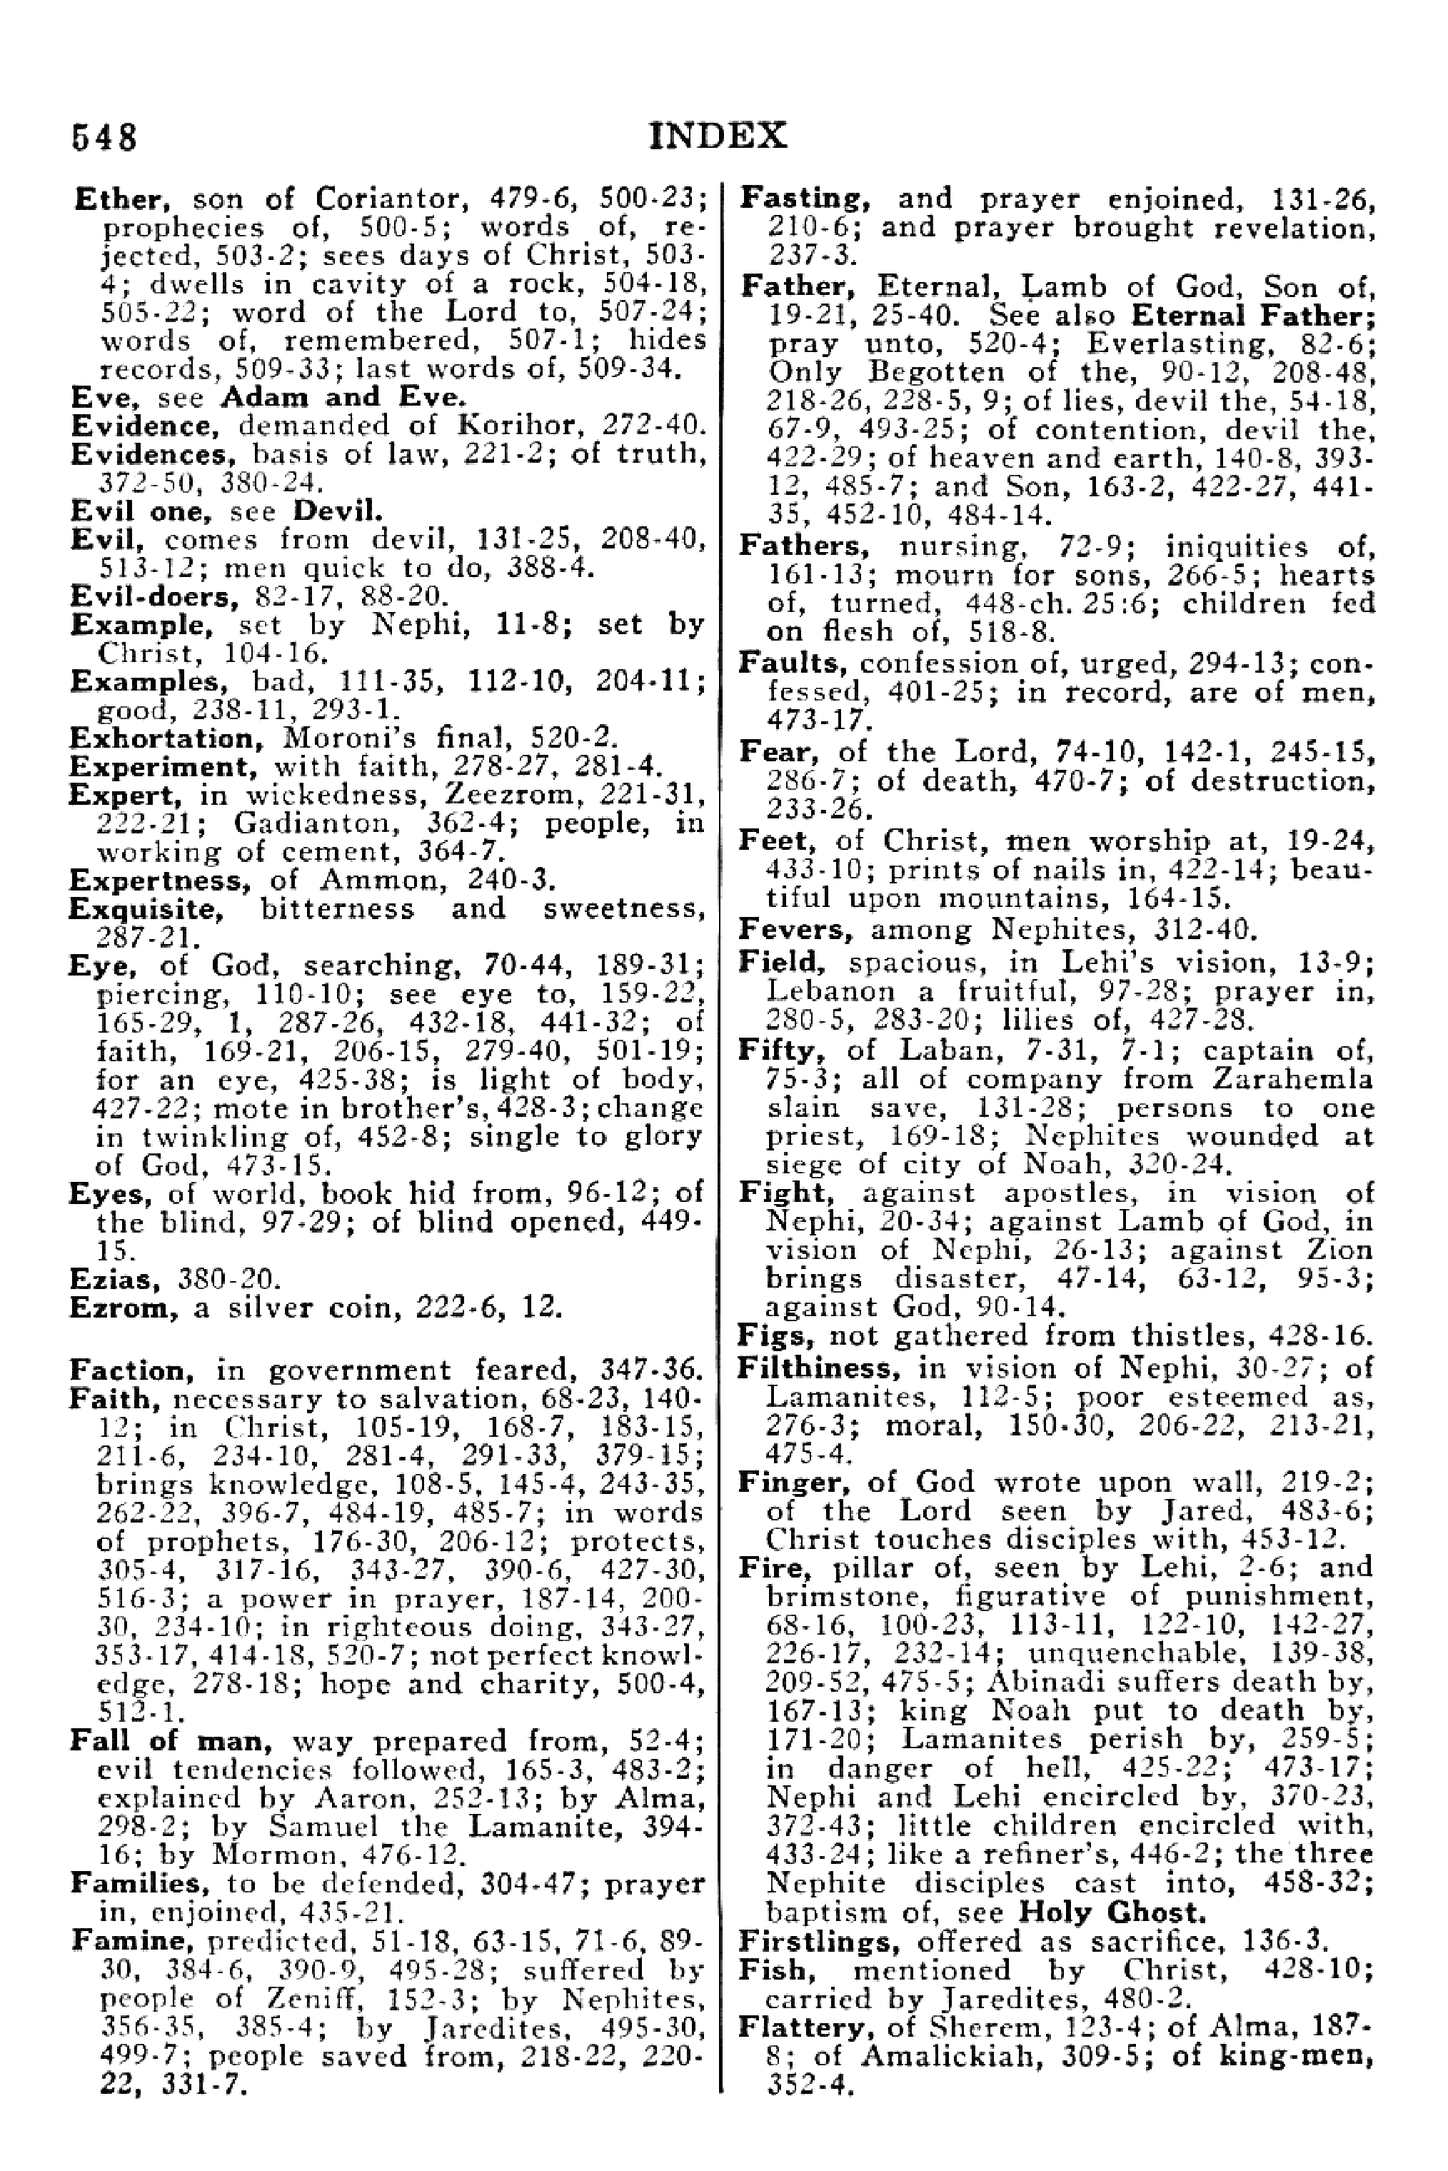 548
INDEX
Ether, son of Coriantor, 479-6, 500-23;
prophecies of, 500-5; words of, re-
jected, 503-2; sees days of Christ, 503-
4; dwells in cavity of a rock, 504-18,
505-22; word of the Lord to, 507-24;
words of, remembered, 507-1; hides
records, 509-33; last words of, 509-34.
Eve, see Adam and Eve.
Evidence, demanded of Korihor, 272-40.
Evidences, basis of law, 221-2; of truth,
372-50, 380-24.
Evil one, see Devil.
Evil, comes from devil, 131-25, 208-40,
513-12; men quick to do, 388-4.
Evil-doers, 82-17, 88-20.
Example, set by Nephi, 11-8; set by
Christ, 104-16.
Examples, bad, 111-35, 112-10, 204-11;
good, 238-11, 293-1.
Exhortation, Moroni's final, 520-2.
Experiment, with faith, 278-27, 281-4.
Expert, in wickedness, Zeezrom, 221-31,
222-21; Gadianton, 362-4; people, in
working of cement, 364-7.
Expertness, of Ammon, 240-3.
Exquisite, bitterness and sweetness,
287-21.
Eye, of God, searching, 70-44, 189-31;
piercing, 110-10; see eye to, 159-22,
165-29, 1, 287-26, 432-18, 441-32; of
faith, 169-21, 206-15, 279-40, 501-19;
for an eye, 425-38; is light of body,
427-22; mote in brother's, 428-3; change
in twinkling of, 452-8; single to glory
of God, 473-15.
Eyes, of world, book hid from, 96-12; of
the blind, 97-29; of blind opened, 449-
15.
Ezias, 380-20.
Ezrom, a silver coin, 222-6, 12.
Faction, in government feared, 347-36.
Faith, necessary to salvation, 68-23, 140-
12; in Christ, 105-19, 168-7, 183-15,
211-6, 234-10, 281-4, 291-33, 379-15;
brings knowledge, 108-5, 145-4, 243-35,
262-22, 396-7, 484-19, 485-7; in words
of prophets, 176-30, 206-12; protects,
305-4, 317-16, 343-27, 390-6, 427-30,
516-3; a power in prayer, 187-14, 200-
30, 234-10; in righteous doing, 343-27,
353-17, 414-18, 520-7; not perfect knowl-
edge, 278-18; hope and charity, 500-4,
512-1.
Fall of man, way prepared from, 52-4;
evil tendencies followed, 165-3, 483-2;
explained by Aaron, 252-13; by Alma,
298-2; by Samuel the Lamanite, 394-
16; by Mormon, 476-12.
Families, to be defended, 304-47; prayer
in, enjoined, 435-21.
Famine, predicted, 51-18, 63-15, 71-6, 89-
30, 384-6, 390-9, 495-28; suffered by
people of Zeniff, 152-3; by Nephites,
356-35, 385-4; by Jaredites, 495-30,
499-7; people saved from, 218-22, 220-
22, 331-7.
Fasting, and prayer enjoined, 131-26,
210-6; and prayer brought revelation,
237-3.
Father, Eternal, Lamb of God, Son of,
19-21, 25-40. See also Eternal Father;
pray unto, 520-4; Everlasting, 82-6;
Only Begotten of the, 90-12, 208-48,
218-26, 228-5, 9; of lies, devil the, 54-18,
67-9, 493-25; of contention, devil the,
422-29; of heaven and earth, 140-8, 393-
12, 485-7; and Son, 163-2, 422-27, 441-
35, 452-10, 484-14.
Fathers, nursing, 72-9; iniquities of,
161-13; mourn for sons, 266-5; hearts
of, turned, 448-ch. 25:6; children fed
on flesh of, 518-8.
Faults, confession of, urged, 294-13; con-
fessed, 401-25; in record, are of men,
473-17.
Fear, of the Lord, 74-10, 142-1, 245-15,
286-7; of death, 470-7; of destruction,
233-26.
Feet, of Christ, men worship at, 19-24,
433-10; prints of nails in, 422-14; beau-
tiful upon mountains, 164-15.
Fevers, among Nephites, 312-40.
Field, spacious, in Lehi's vision, 13-9;
Lebanon a fruitful, 97-28; prayer in,
280-5, 283-20; lilies of, 427-28.
Fifty, of Laban, 7-31, 7-1; captain of,
75-3; all of company from Zarahemla
slain save, 131-28; persons to one
priest, 169-18; Nephites wounded at
siege of city of Noah, 320-24.
Fight, against apostles, in vision of
Nephi, 20-34; against Lamb of God, in
vision of Nephi, 26-13; against Zion
brings disaster, 47-14, 63-12, 95-3;
against God, 90-14.
Figs, not gathered from thistles, 428-16.
Filthiness, in vision of Nephi, 30-27; of
Lamanites, 112-5; poor esteemed as,
276-3; moral, 150-30, 206-22, 213-21,
475-4.
Finger, of God wrote upon wall, 219-2;
of the Lord seen by Jared, 483-6;
Christ touches disciples with, 453-12.
Fire, pillar of, seen by Lehi, 2-6; and
brimstone, figurative of punishment,
68-16, 100-23, 113-11, 122-10, 142-27,
226-17, 232-14; unquenchable, 139-38,
209-52, 475-5; Abinadi suffers death by,
167-13; king Noah put to death by,
171-20; Lamanites perish by, 259-5;
in danger of hell, 425-22; 473-17;
Nephi and Lehi encircled by, 370-23,
372-43; little children encircled with,
433-24; like a refiner's, 446-2; the three
Nephite disciples cast into, 458-32;
baptism of, see Holy Ghost.
Firstlings, offered as sacrifice, 136-3.
Fish, mentioned by Christ, 428-10;
carried by Jaredites, 480-2.
Flattery, of Sherem, 123-4; of Alma, 187-
8; of Amalickiah, 309-5; of king-men,
352-4.